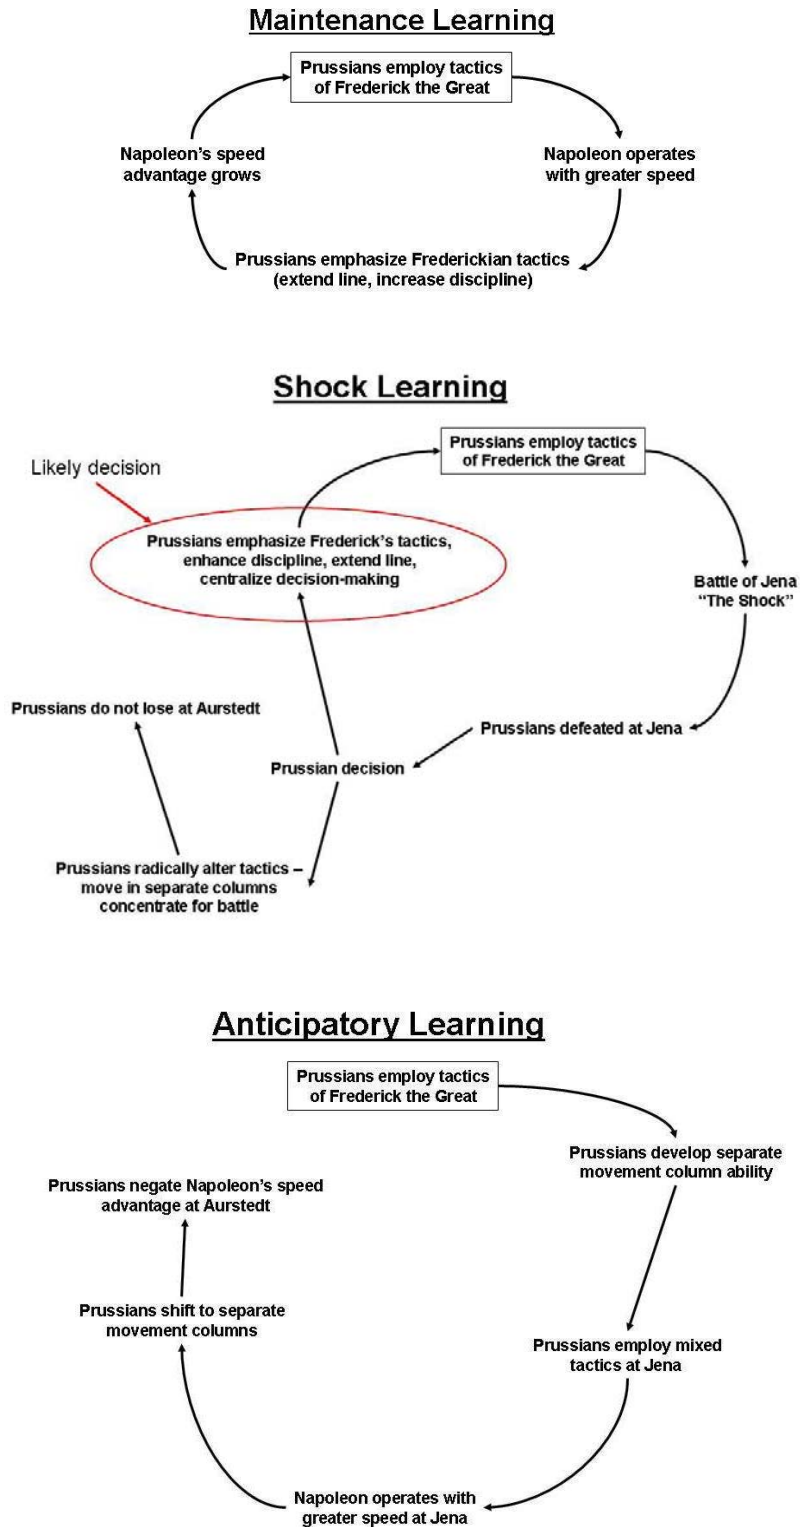 Maintenance Learning
Prussians employ tactics
of Frederick the Great
Napoleon's speed
advantage grows
Napoleon operates
with greater speed
Prussians emphasize Frederickian tactics
(extend line, increase discipline)
Shock Learning
Prussians employ tactics
of Frederick the Great
Likely decision
Prussians emphasize Frederick's tactics,
enhance discipline, extend line,
centralize decision-making
Battle of Jena
“The Shock”
Prussians do not lose at Aurstedt
Prussians defeated at Jena
Prussian decision
Prussians radically alter tactics –
move in separate columns
concentrate for battle
Anticipatory Learning
Prussians employ tactics
of Frederick the Great
Prussians develop separate
movement column ability
Prussians negate Napoleon's speed
advantage at Aurstedt
Prussians shift to separate
movement columns
Prussians employ mixed
tactics at Jena
Napoleon operates with
greater speed at Jena